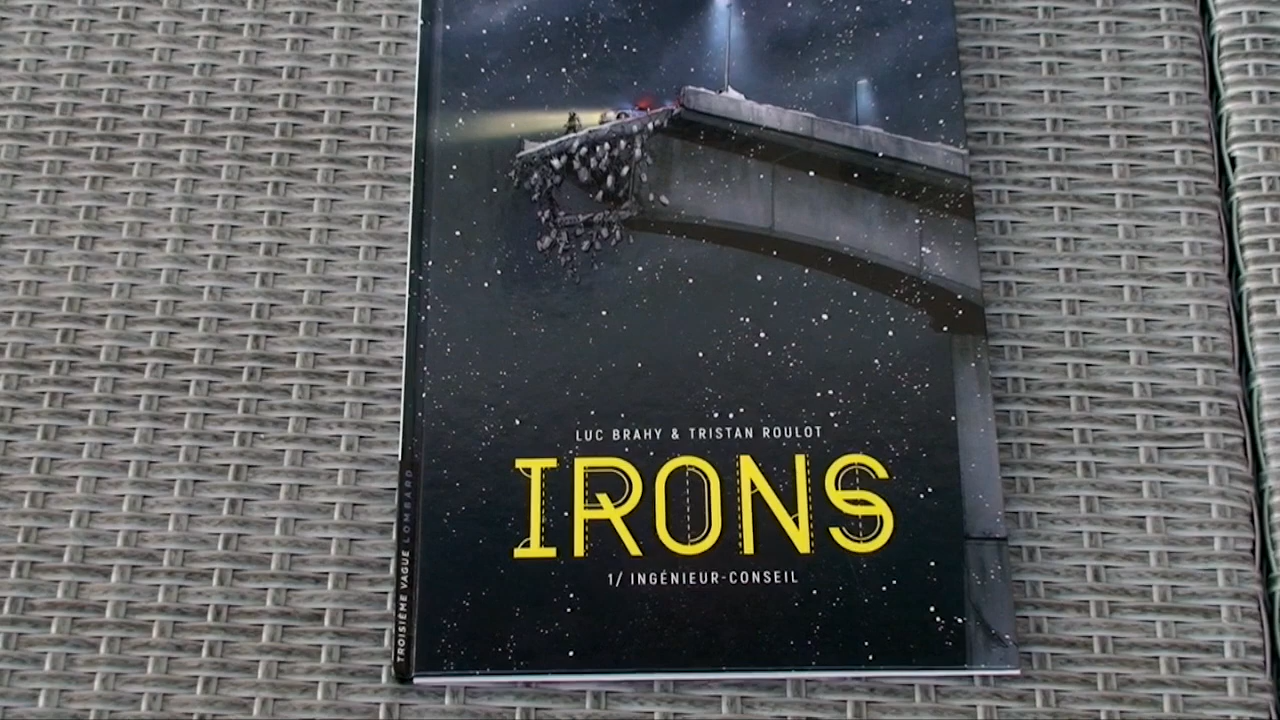 LUC BRAHY & TRISTAN ROULOT
IRONS
1/ INGÉNIEUR-CONSEIL
TROISIÈME VAGUE LOMBARD